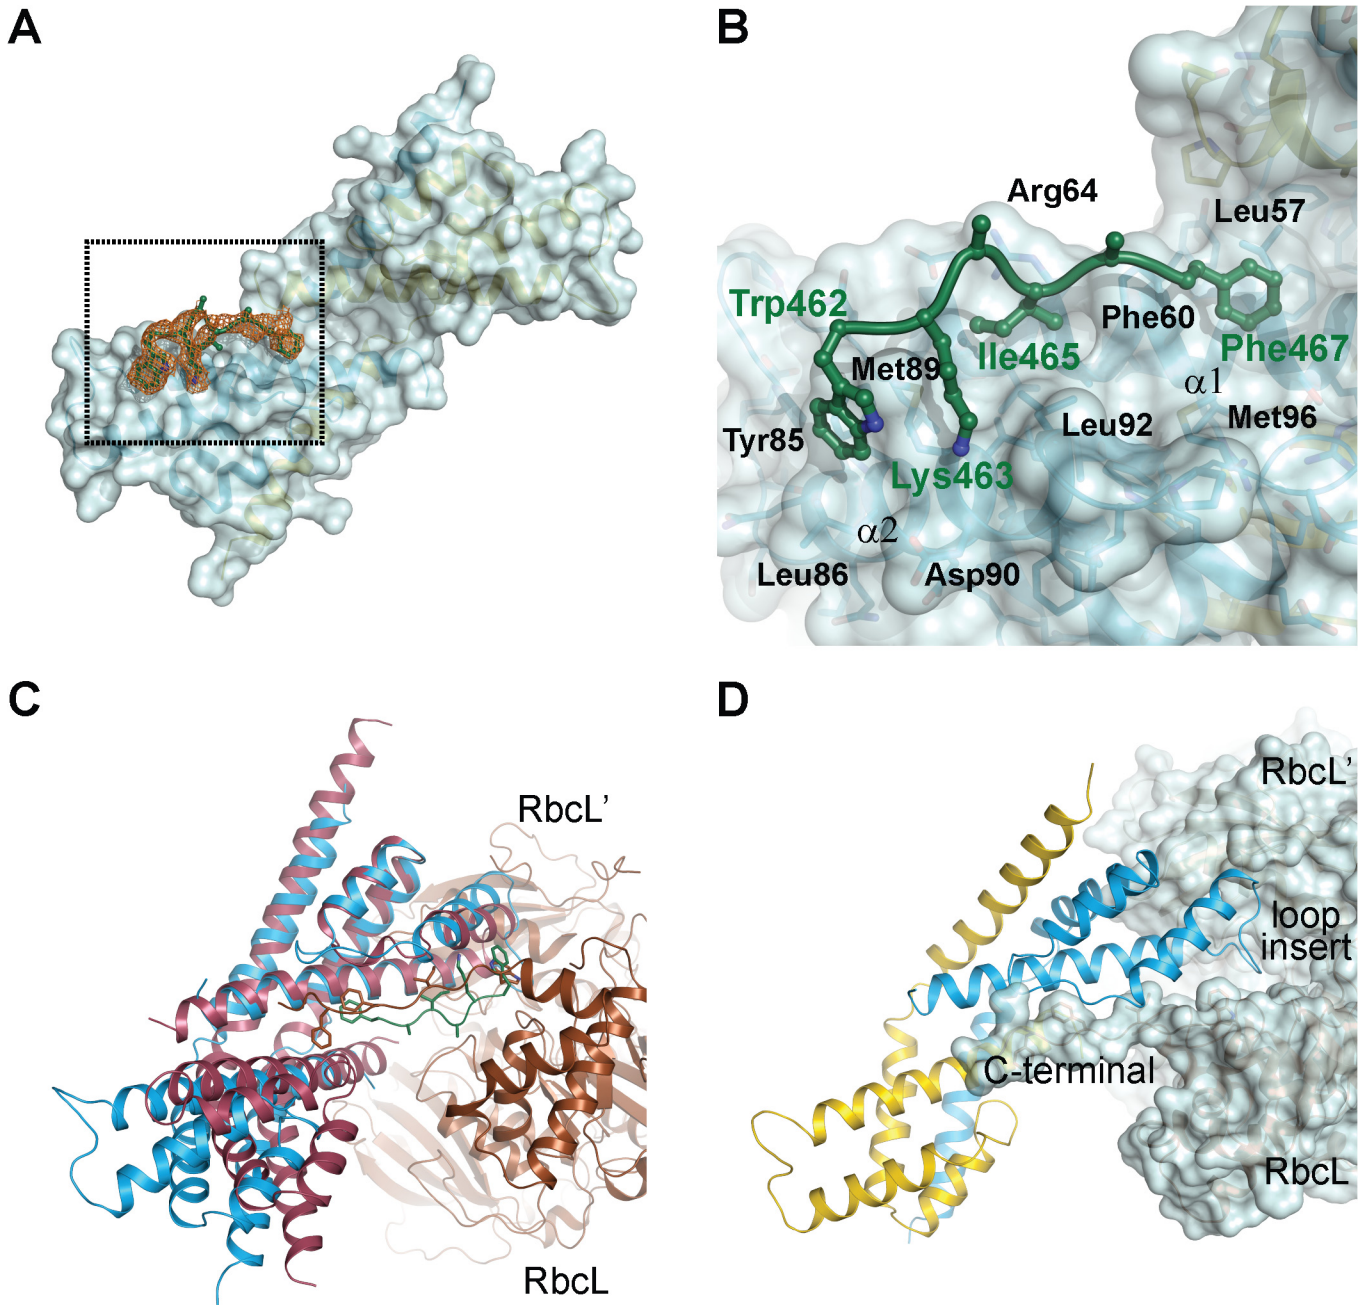 A
B
Arg64
Leu57
Trp462
Phe60
Met89
Ile465
Phe467
α1
Tyr85
Leu92
Met96
Lys463
α2
Leu86
Asp90
C
D
RbcL’
RbcL’
loop
insert
C-terminal
RbcL
RbcL